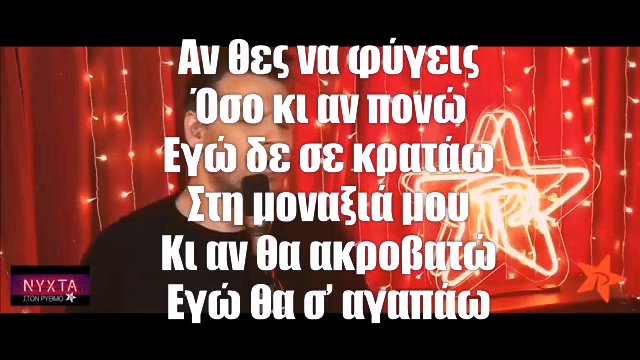 Αν θες να φύγεις
Όσο κι αν πονώ
Εγώ δε σε κρατάω
Στη μοναξιά μου
Κι αν θα ακροβατώ
Εγώ θα σ' αγαπάω
ΝΥΧΤΑ
ΣΤΟΝ ΡΥΘΜΟ